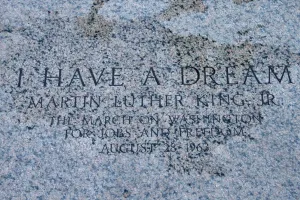 I HAVE A DREAM
MARTIN LUTHER KING, JR.
THE MARCH ON WASHINGTON
FOR JOBS AND FREEDOM
AUGUST 28, 1963